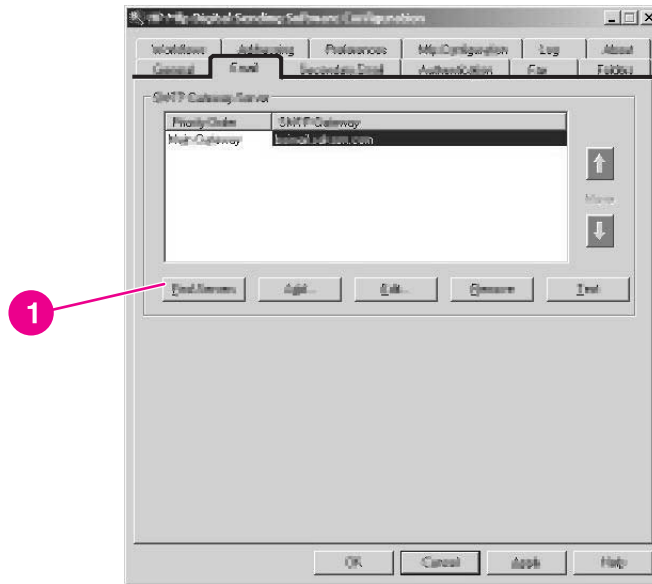 HP Mfp Digital Sending Software Configuration
Workflows Addressing Preferences Mfp Configuration Log About
General Email Secondary Email Authentication Fax Folders
SMTP Gateway Server
Priority Order SMTP Gateway
Main Gateway
Move
Find Servers Add... Edit... Remove Test
1
OK Cancel Apply Help